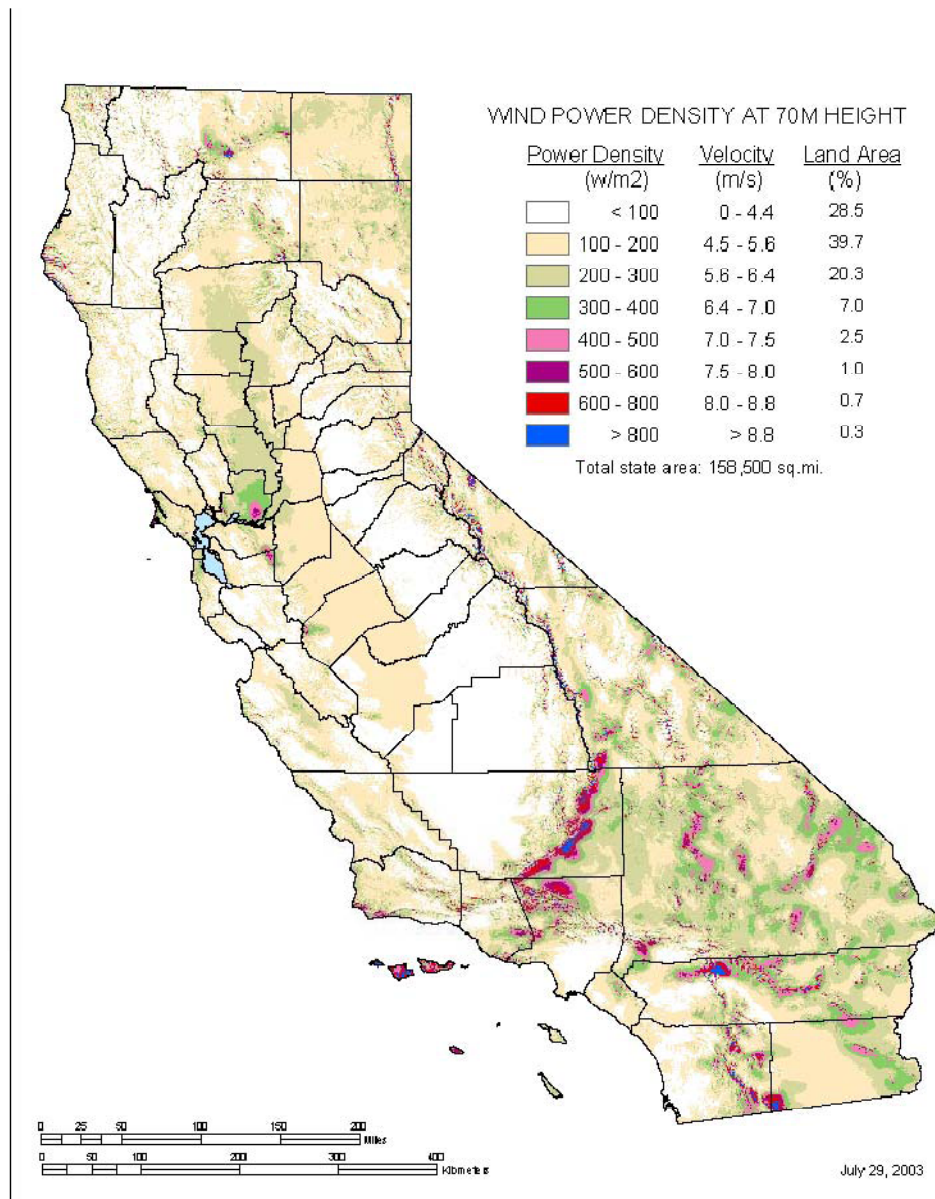 WIND POWER DENSITY AT 70M HEIGHT
Power Density Velocity Land Area
(w/m2) (m/s) (%)
< 100 0 - 4.4 28.5
100 - 200 4.5 - 5.6 39.7
200 - 300 5.6 - 6.4 20.3
300 - 400 6.4 - 7.0 7.0
400 - 500 7.0 - 7.5 2.5
500 - 600 7.5 - 8.0 1.0
600 - 800 8.0 - 8.8 0.7
> 800 > 8.8 0.3
Total state area: 158,500 sq.mi.
0 25 50 100 150 200
Miles
0 50 100 200 300 400
Kilometers
July 29, 2003